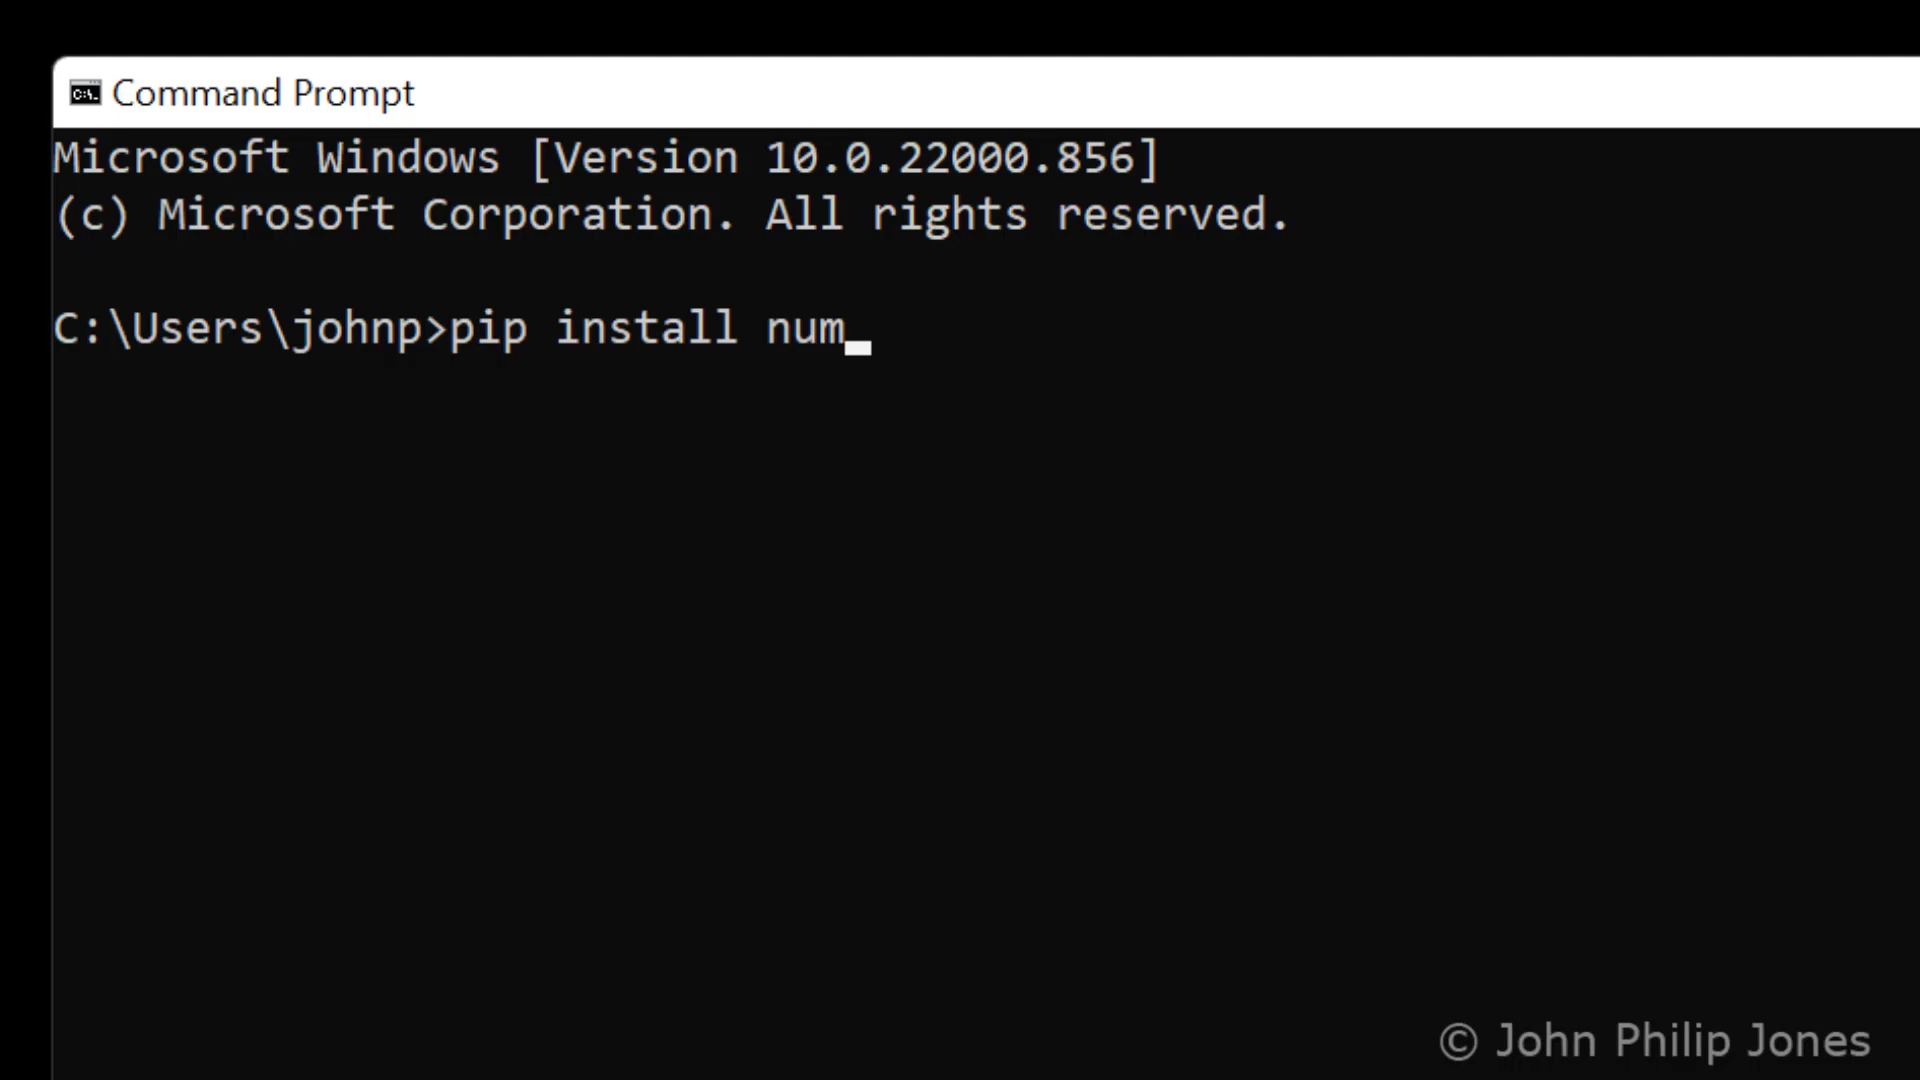 Command Prompt
Microsoft Windows [Version 10.0.22000.856]
(c) Microsoft Corporation. All rights reserved.
C:\Users\johnp>pip install num
© John Philip Jones